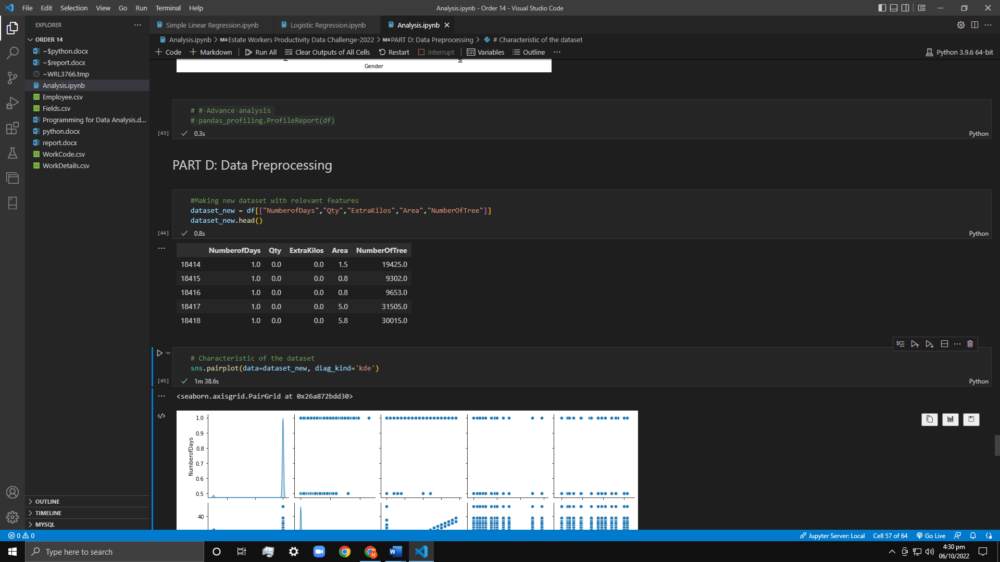 File Edit Selection View Go Run Terminal Help
Analysis.ipynb - Order 14 - Visual Studio Code
EXPLORER
Simple Linear Regression.ipynb
Logistic Regression.ipynb
Analysis.ipynb
ORDER 14
~$python.docx
~$report.docx
~WRL3766.tmp
Analysis.ipynb
Employee.csv
Fields.csv
Programming for Data Analysis.d...
python.docx
report.docx
WorkCode.csv
WorkDetails.csv
OUTLINE
TIMELINE
MYSQL
Analysis.ipynb > M↓Estate Workers Productivity Data Challenge-2022 > M↓PART D: Data Preprocessing > # Characteristic of the dataset
+ Code + Markdown Run All Clear Outputs of All Cells Restart Interrupt Variables Outline ... Python 3.9.6 64-bit
Gender
# # Advance analysis
# pandas_profiling.ProfileReport(df)
[43] ✓ 0.3s Python
PART D: Data Preprocessing
#Making new dataset with relevant features
dataset_new = df[["NumberofDays","Qty","ExtraKilos","Area","NumberOfTree"]]
dataset_new.head()
[44] ✓ 0.8s Python
NumberofDays Qty ExtraKilos Area NumberOfTree
18414 1.0 0.0 0.0 1.5 19425.0
18415 1.0 0.0 0.0 0.8 9302.0
18416 1.0 0.0 0.0 0.8 9653.0
18417 1.0 0.0 0.0 5.0 31505.0
18418 1.0 0.0 0.0 5.8 30015.0
# Characteristic of the dataset
sns.pairplot(data=dataset_new, diag_kind='kde')
[45] ✓ 1m 38.6s Python
<seaborn.axisgrid.PairGrid at 0x26a872bdd30>
NumberofDays
1.0
0.9
0.8
0.7
0.6
0.5
40
0 0 Jupyter Server: Local Cell 57 of 64 Go Live
Type here to search
4:30 pm
06/10/2022